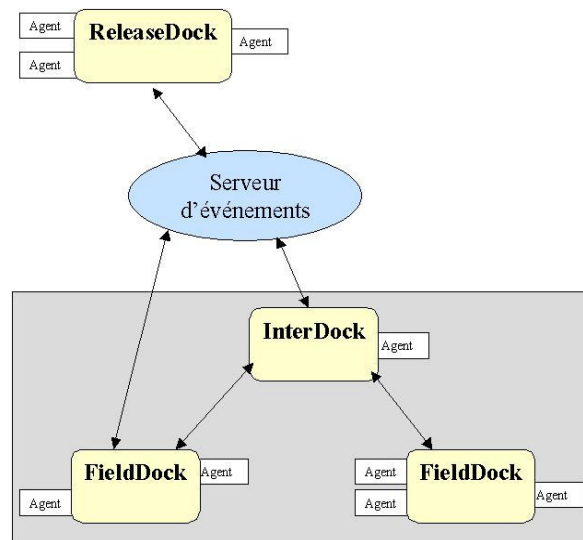 Agent
ReleaseDock
Agent
Agent
Serveur
d'événements
InterDock
Agent
FieldDock
Agent
Agent
Agent
FieldDock
Agent
Agent